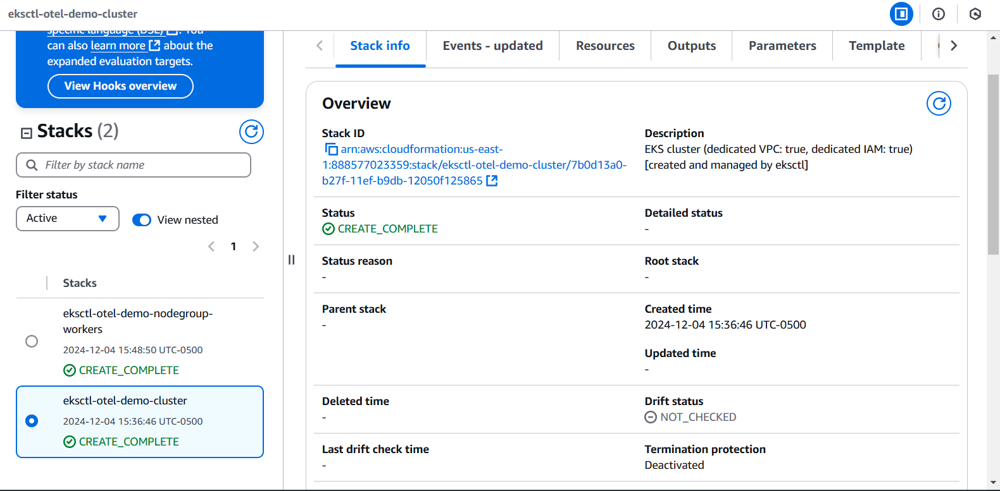 eksctl-otel-demo-cluster
specific language (DSL). You
can also learn more about the
expanded evaluation targets.
View Hooks overview
Stacks (2)
Filter by stack name
Filter status
Active
View nested
1
Stacks
eksctl-otel-demo-nodegroup-
workers
2024-12-04 15:48:50 UTC-0500
CREATE_COMPLETE
eksctl-otel-demo-cluster
2024-12-04 15:36:46 UTC-0500
CREATE_COMPLETE
Stack info
Events - updated
Resources
Outputs
Parameters
Template
Overview
Stack ID
arn:aws:cloudformation:us-east-
1:888577023359:stack/eksctl-otel-demo-cluster/7b0d13a0-
b27f-11ef-b9db-12050f125865
Description
EKS cluster (dedicated VPC: true, dedicated IAM: true)
[created and managed by eksctl]
Status
CREATE_COMPLETE
Detailed status
-
Status reason
-
Root stack
-
Parent stack
-
Created time
2024-12-04 15:36:46 UTC-0500
Updated time
-
Deleted time
-
Drift status
NOT_CHECKED
Last drift check time
-
Termination protection
Deactivated